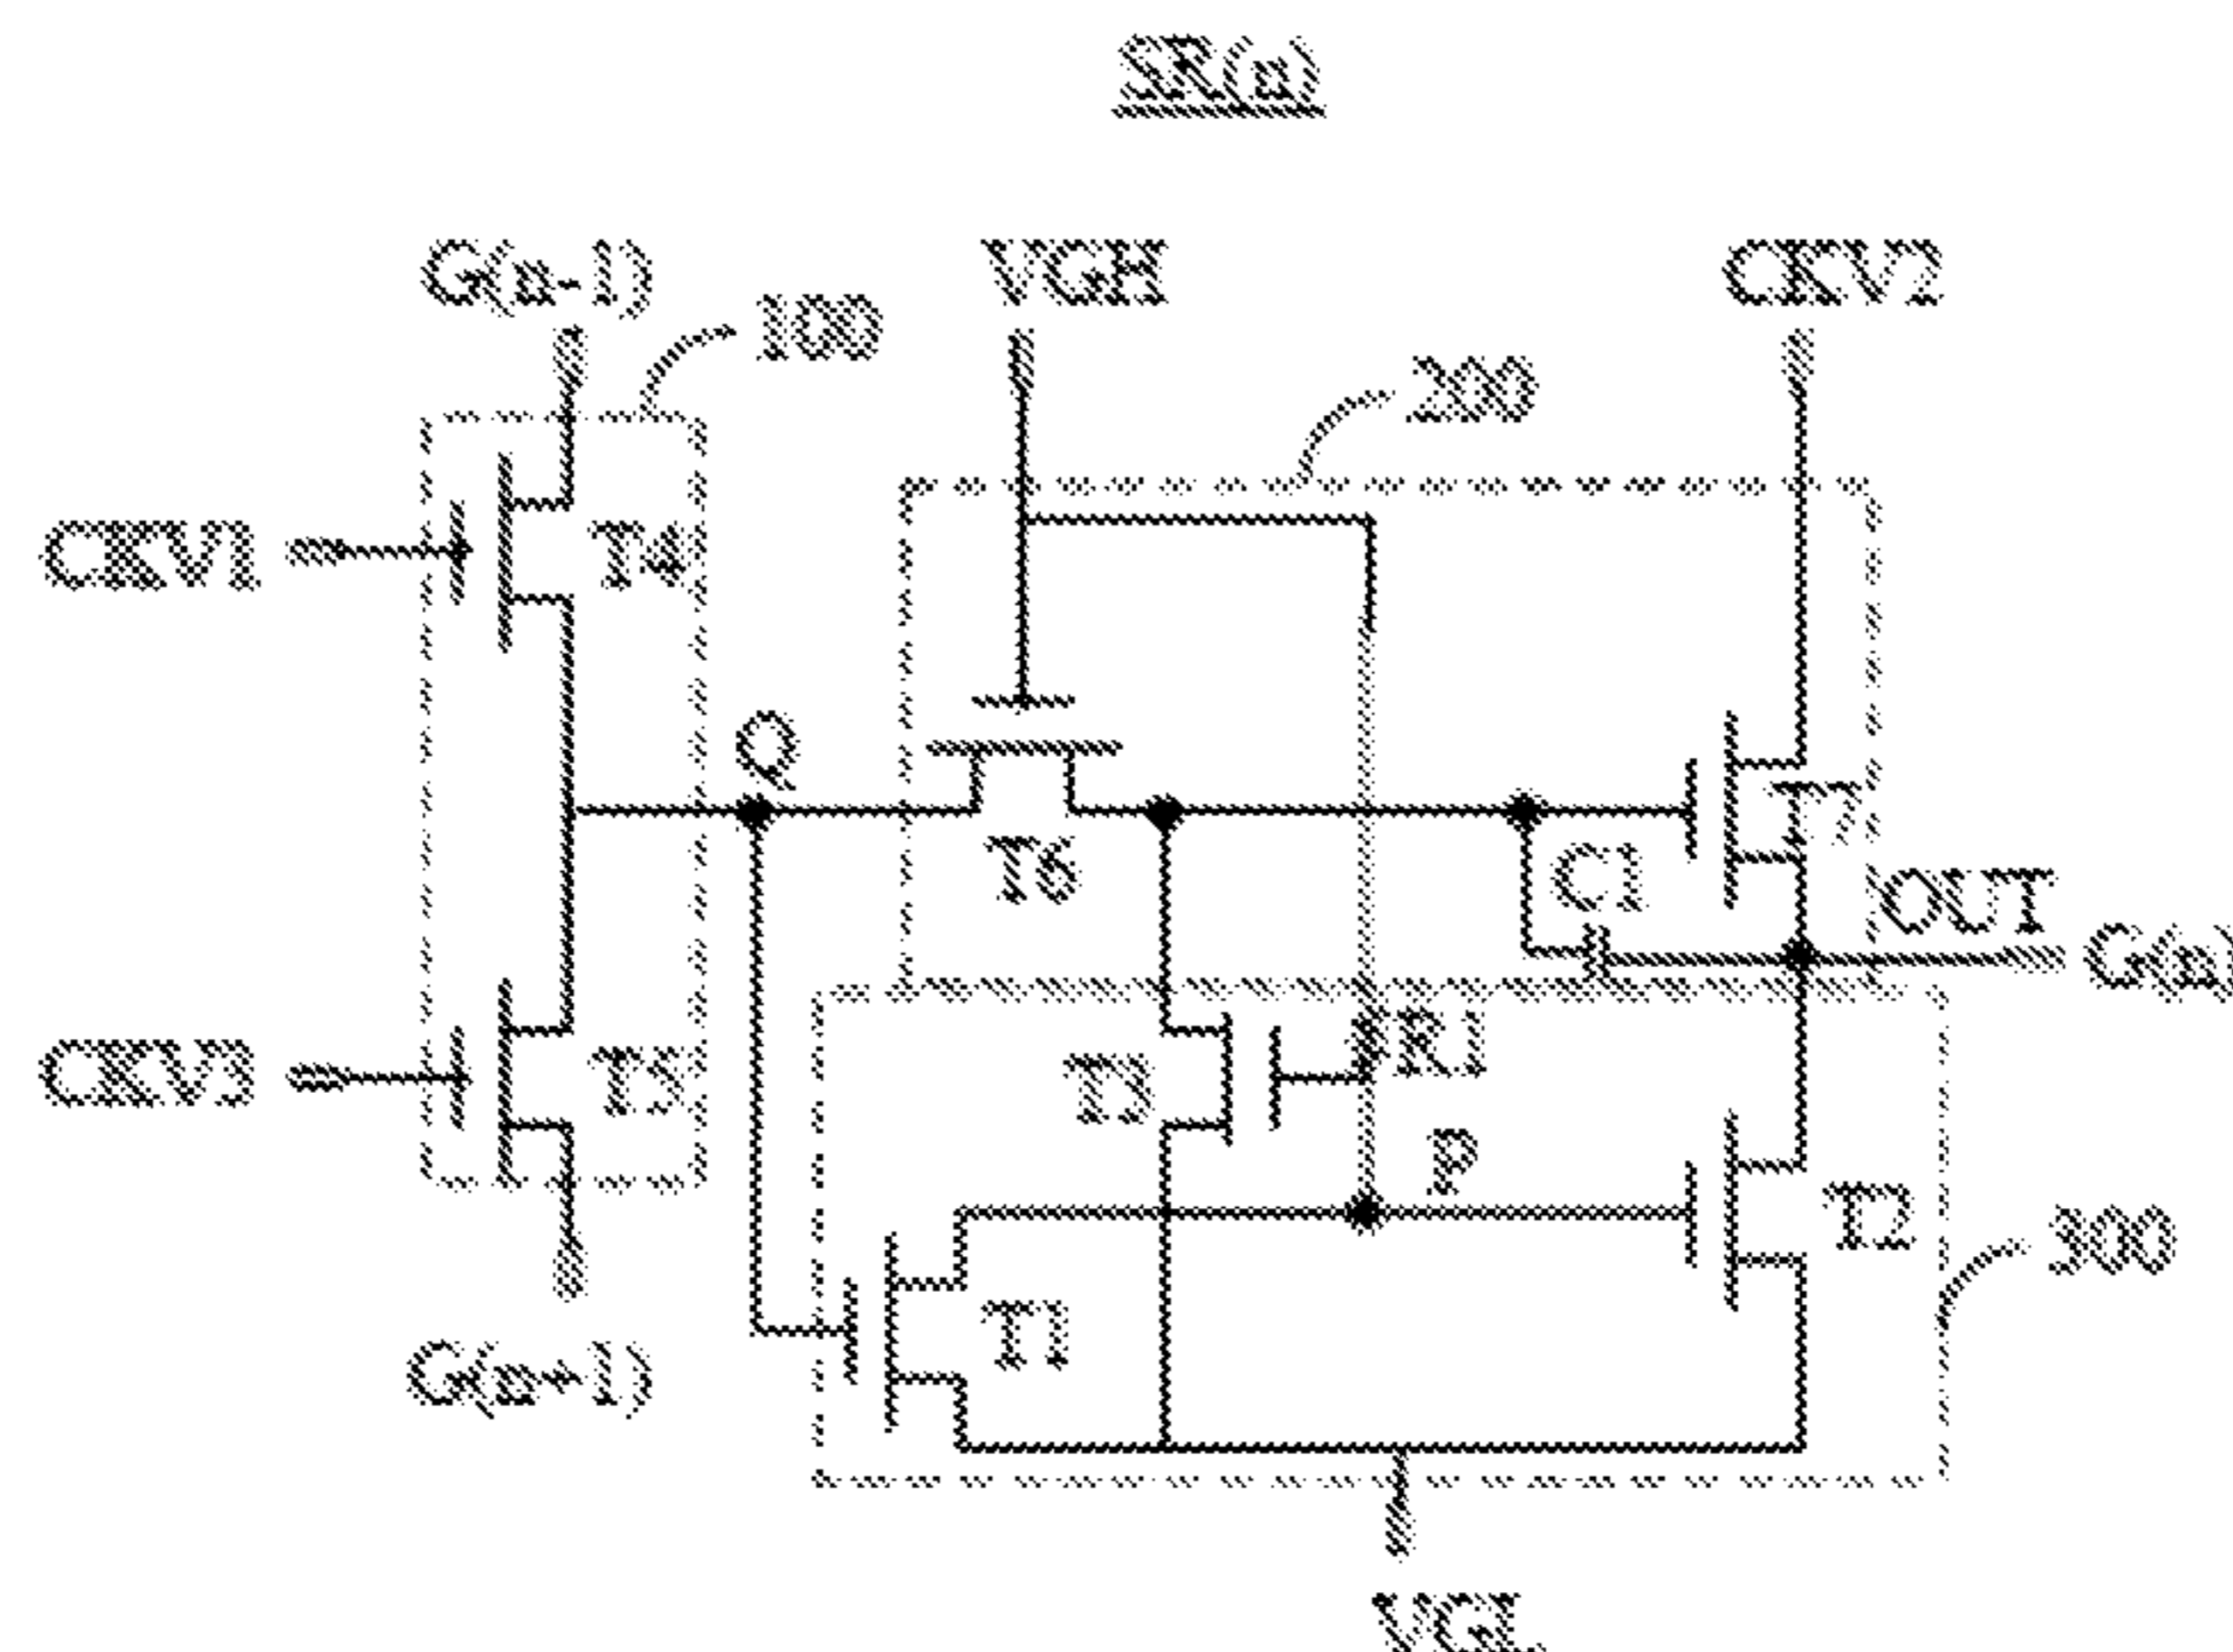 SR(n)
G(n-1)
VGH
CKV2
100
200
CKV1
T4
Q
T6
C1
T7
OUT
G(n)
CKV3
T5
T3
R1
P
T2
300
T1
G(n+1)
VGL